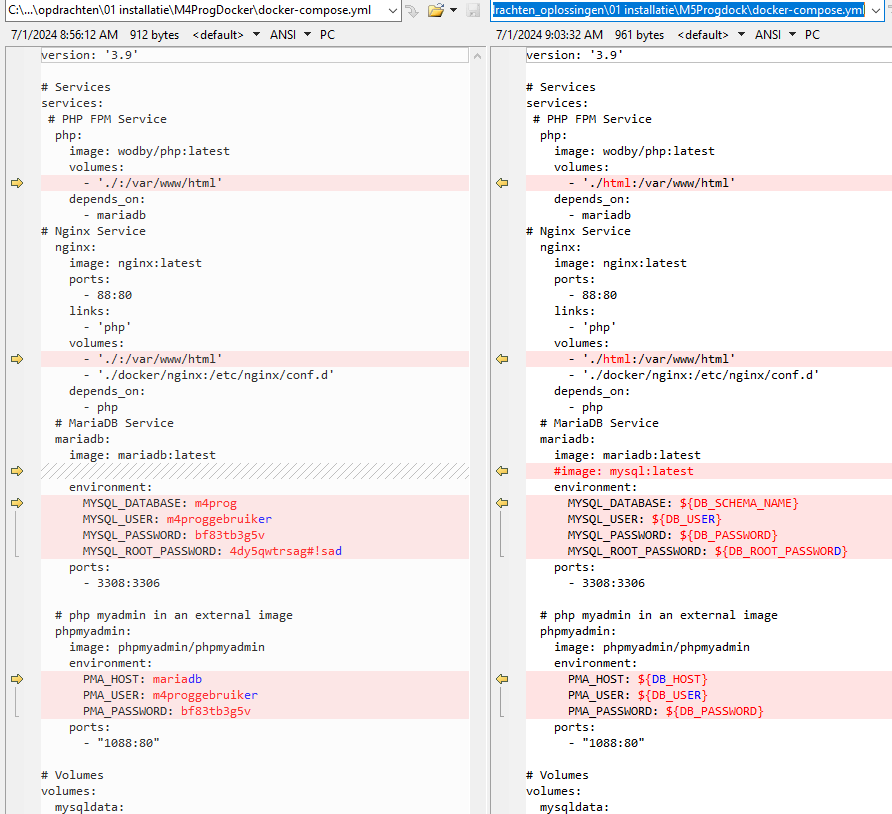 C:\...\opdrachten\01 installatie\M4ProgDocker\docker-compose.yml
7/1/2024 8:56:12 AM 912 bytes <default> ANSI PC
version: '3.9'
# Services
services:
# PHP FPM Service
php:
image: wodby/php:latest
volumes:
- './:/var/www/html'
depends_on:
- mariadb
# Nginx Service
nginx:
image: nginx:latest
ports:
- 88:80
links:
- 'php'
volumes:
- './:/var/www/html'
- './docker/nginx:/etc/nginx/conf.d'
depends_on:
- php
# MariaDB Service
mariadb:
image: mariadb:latest
environment:
MYSQL_DATABASE: m4prog
MYSQL_USER: m4proggebruiker
MYSQL_PASSWORD: bf83tb3g5v
MYSQL_ROOT_PASSWORD: 4dy5qwtrsag#!sad
ports:
- 3308:3306
# php myadmin in an external image
phpmyadmin:
image: phpmyadmin/phpmyadmin
environment:
PMA_HOST: mariadb
PMA_USER: m4proggebruiker
PMA_PASSWORD: bf83tb3g5v
ports:
- "1088:80"
# Volumes
volumes:
mysqldata:
drachten_oplossingen\01 installatie\M5Progdock\docker-compose.yml
7/1/2024 9:03:32 AM 961 bytes <default> ANSI PC
version: '3.9'
# Services
services:
# PHP FPM Service
php:
image: wodby/php:latest
volumes:
- './html:/var/www/html'
depends_on:
- mariadb
# Nginx Service
nginx:
image: nginx:latest
ports:
- 88:80
links:
- 'php'
volumes:
- './html:/var/www/html'
- './docker/nginx:/etc/nginx/conf.d'
depends_on:
- php
# MariaDB Service
mariadb:
image: mariadb:latest
#image: mysql:latest
environment:
MYSQL_DATABASE: ${DB_SCHEMA_NAME}
MYSQL_USER: ${DB_USER}
MYSQL_PASSWORD: ${DB_PASSWORD}
MYSQL_ROOT_PASSWORD: ${DB_ROOT_PASSWORD}
ports:
- 3308:3306
# php myadmin in an external image
phpmyadmin:
image: phpmyadmin/phpmyadmin
environment:
PMA_HOST: ${DB_HOST}
PMA_USER: ${DB_USER}
PMA_PASSWORD: ${DB_PASSWORD}
ports:
- "1088:80"
# Volumes
volumes:
mysqldata: